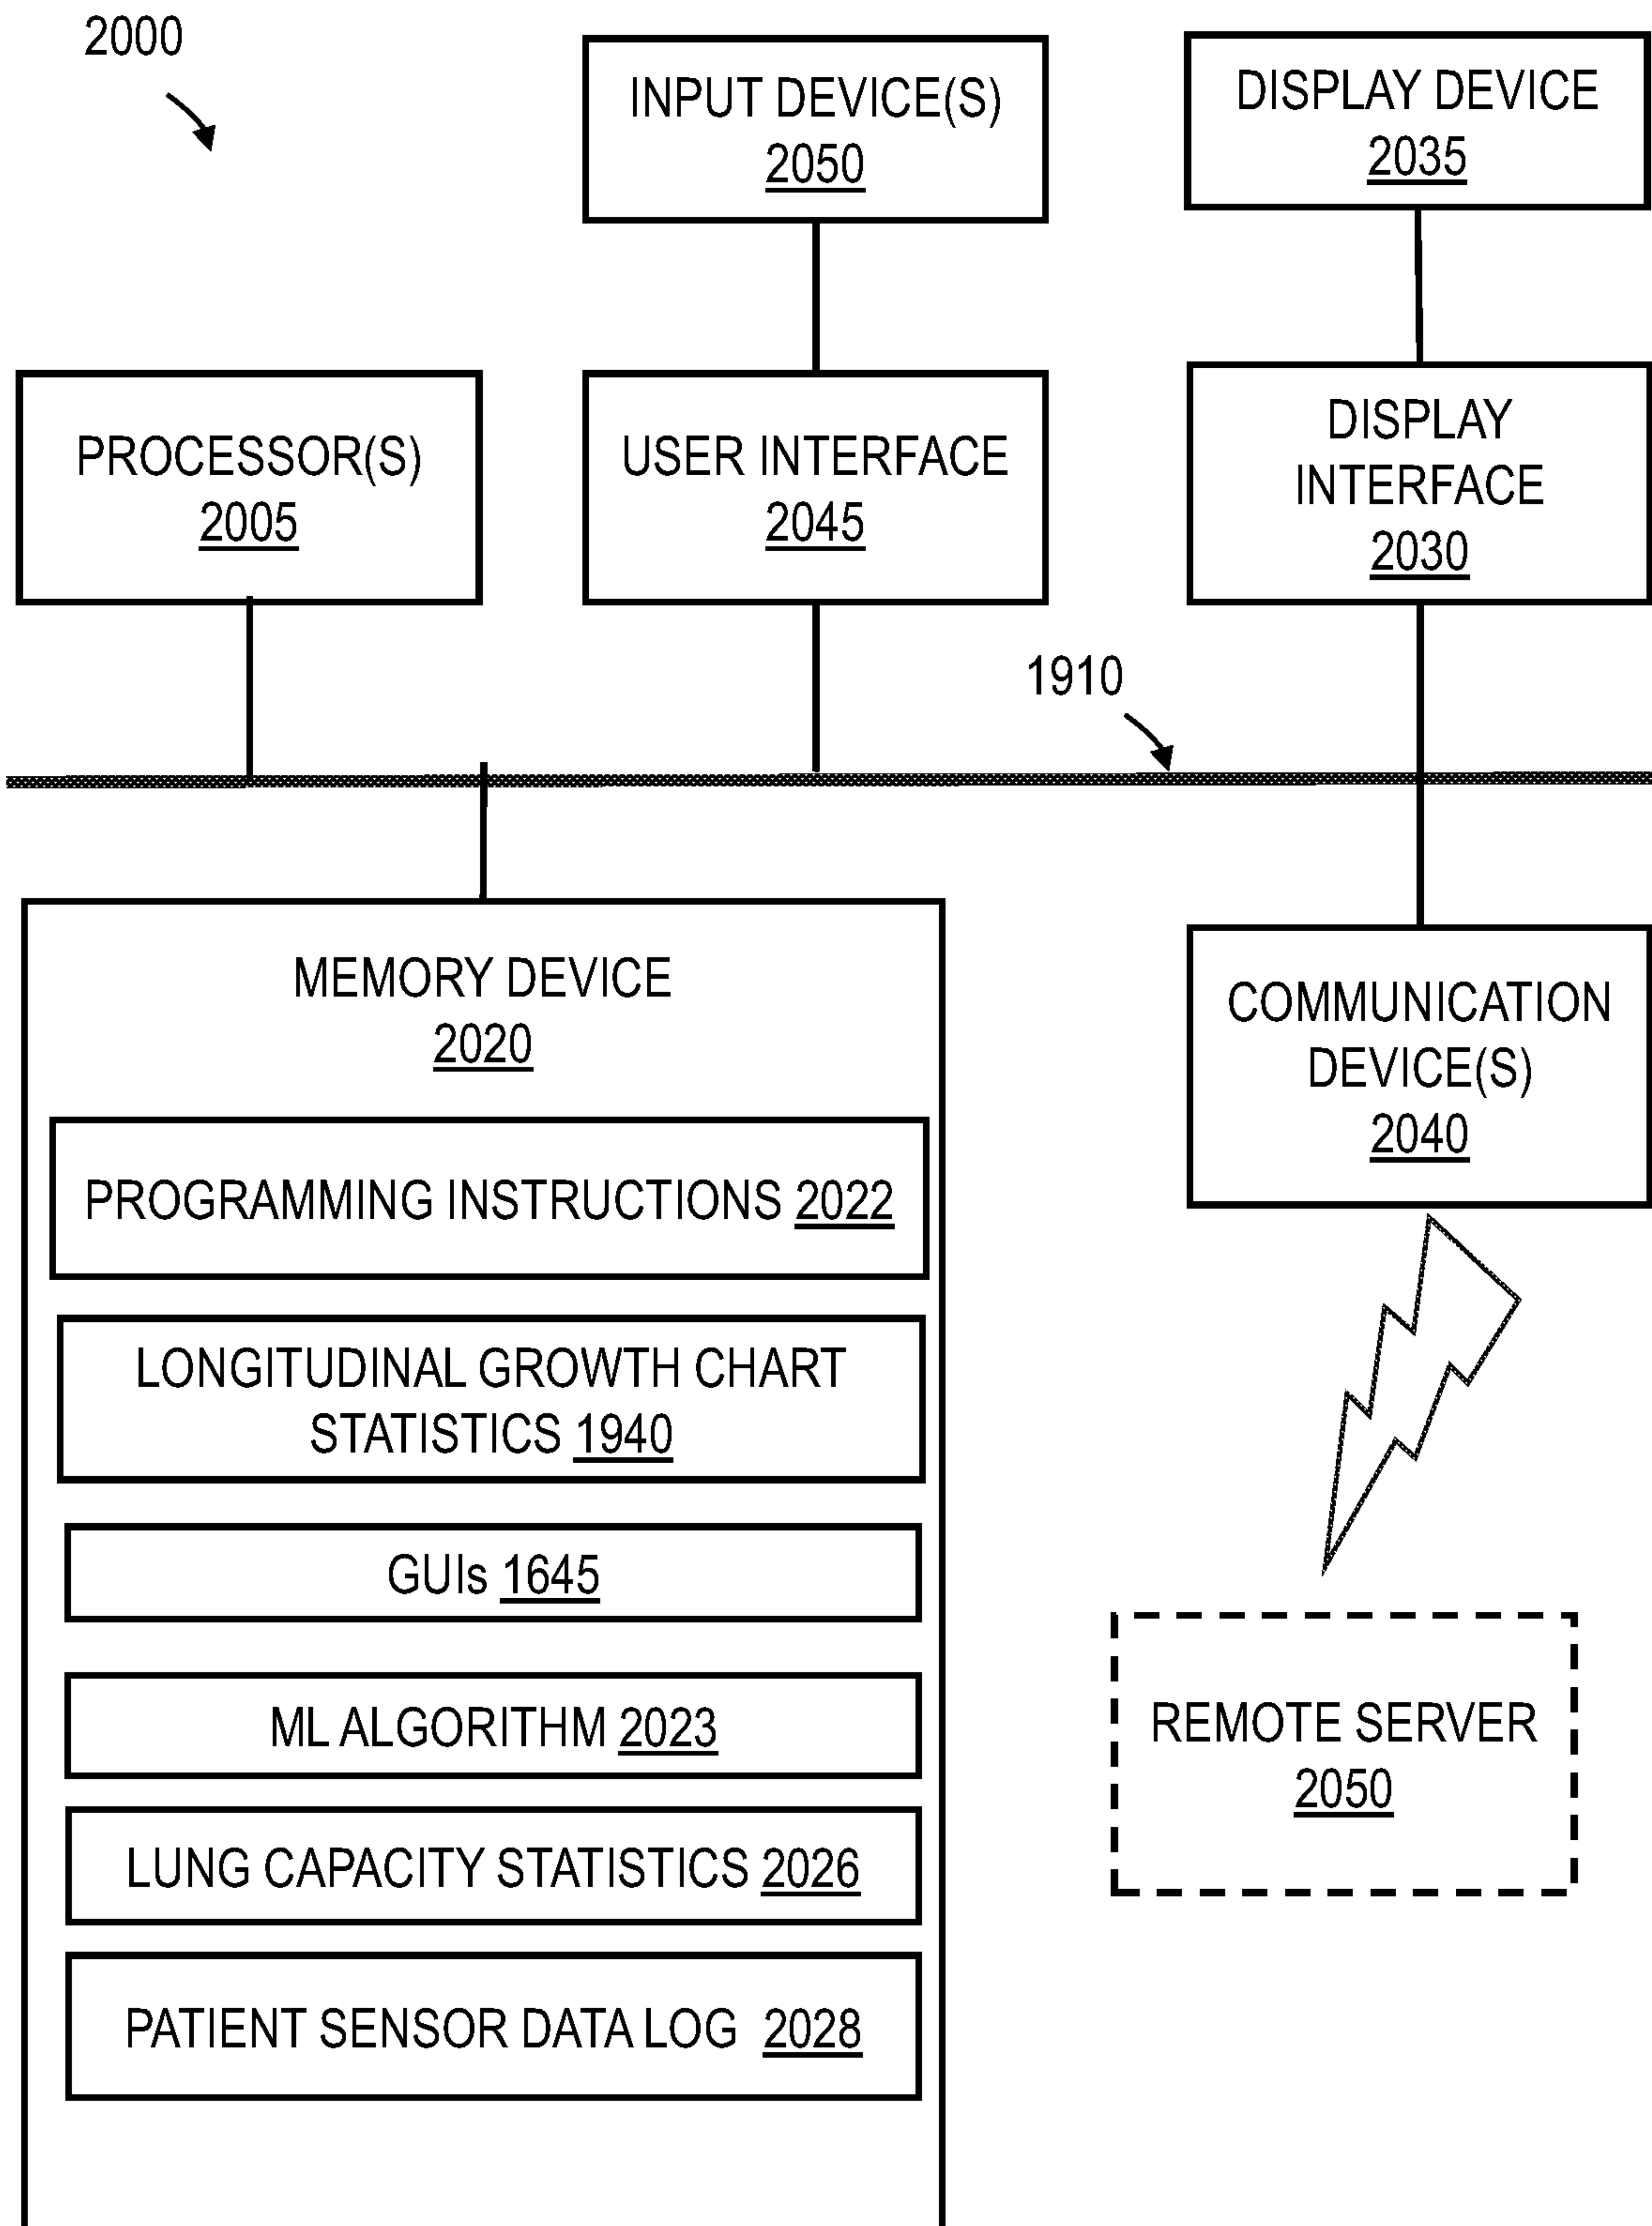 2000
INPUT DEVICE(S)
2050
DISPLAY DEVICE
2035
PROCESSOR(S)
2005
USER INTERFACE
2045
DISPLAY
INTERFACE
2030
1910
MEMORY DEVICE
2020
PROGRAMMING INSTRUCTIONS 2022
LONGITUDINAL GROWTH CHART
STATISTICS 1940
GUIs 1645
ML ALGORITHM 2023
LUNG CAPACITY STATISTICS 2026
PATIENT SENSOR DATA LOG 2028
COMMUNICATION
DEVICE(S)
2040
REMOTE SERVER
2050